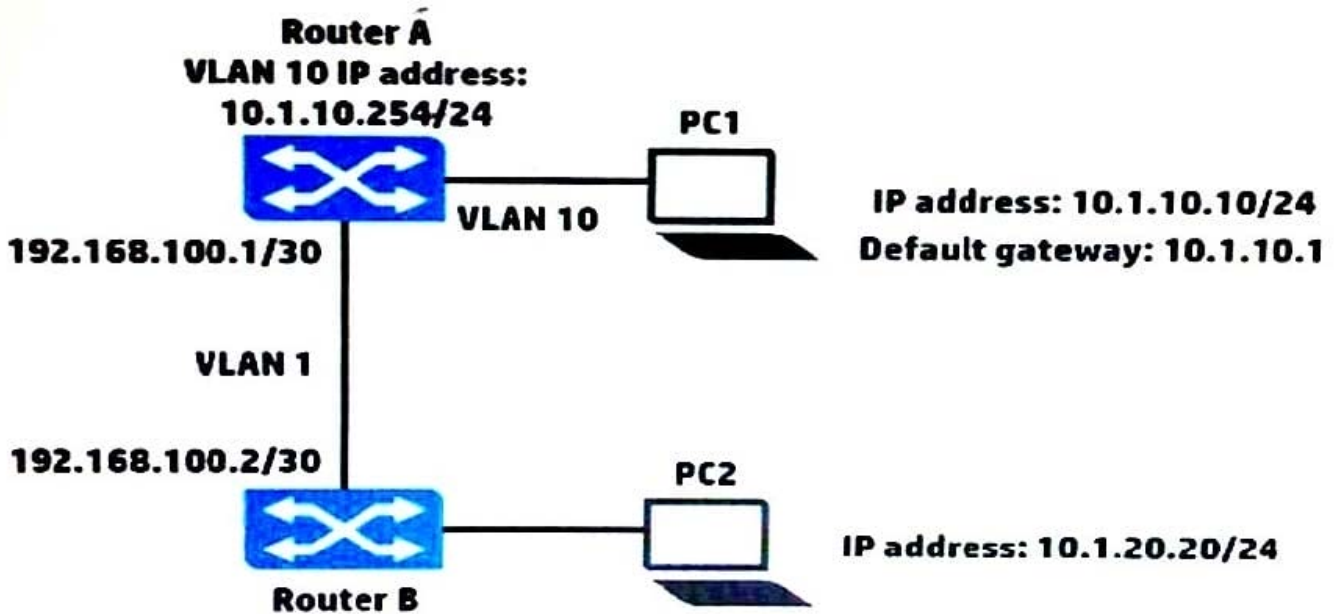 Router A
VLAN 10 IP address:
10.1.10.254/24
PC1
IP address: 10.1.10.10/24
VLAN 10
192.168.100.1/30
Default gateway: 10.1.10.1
VLAN 1
192.168.100.2/30
PC2
IP address: 10.1.20.20/24
Router B